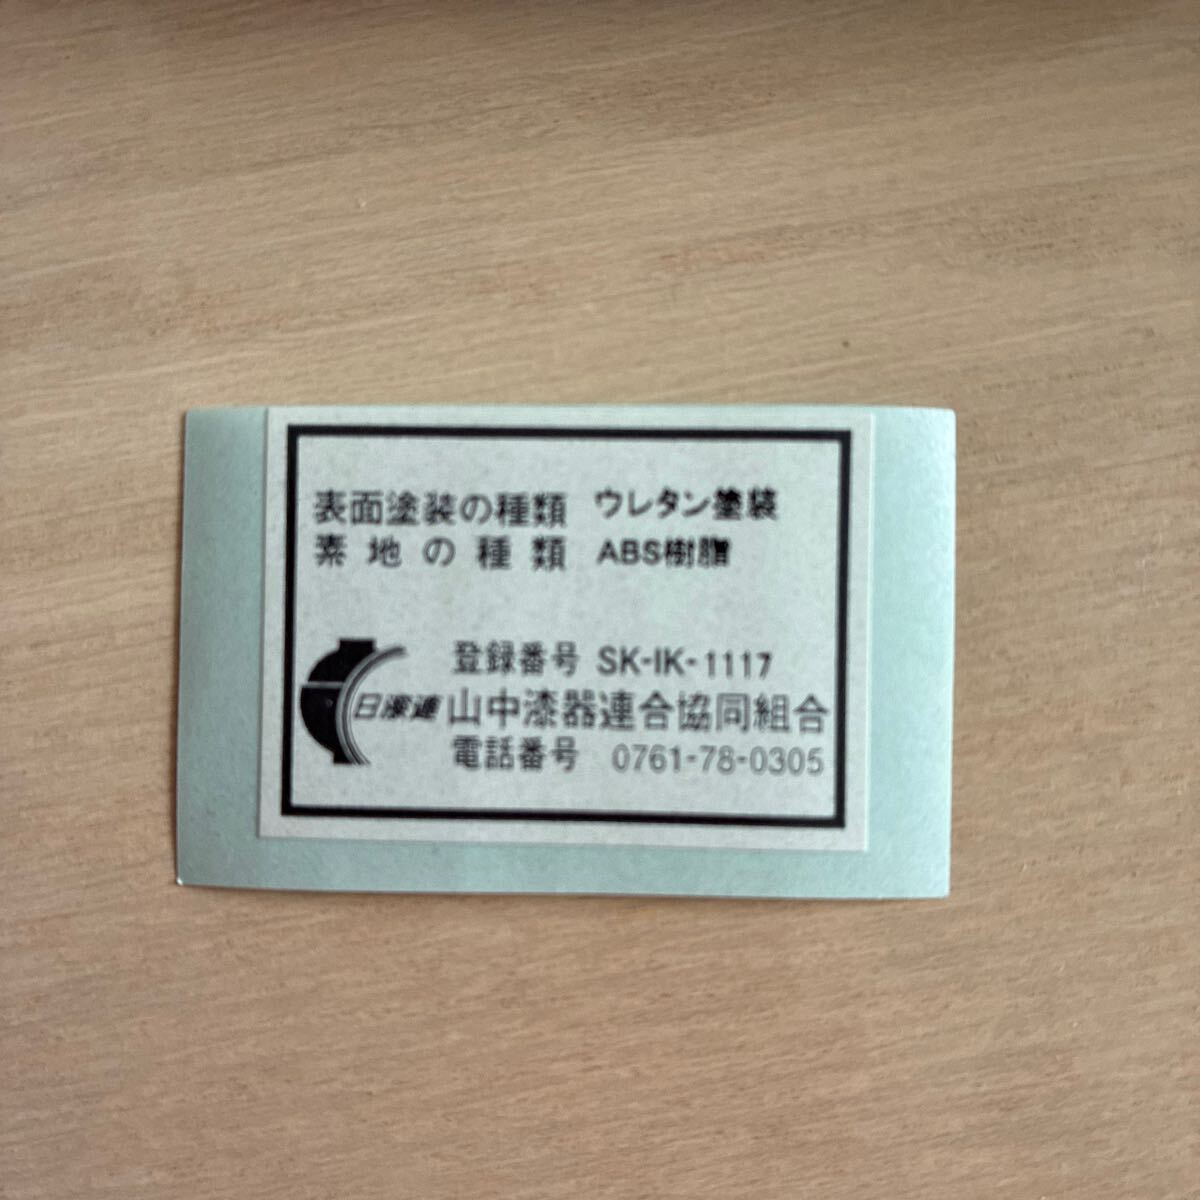 表面塗装の種類 ウレタン塗装
素地の種類 ABS樹脂
登録番号 SK-IK-1117
日漆連 山中漆器連合協同組合
電話番号 0761-78-0305